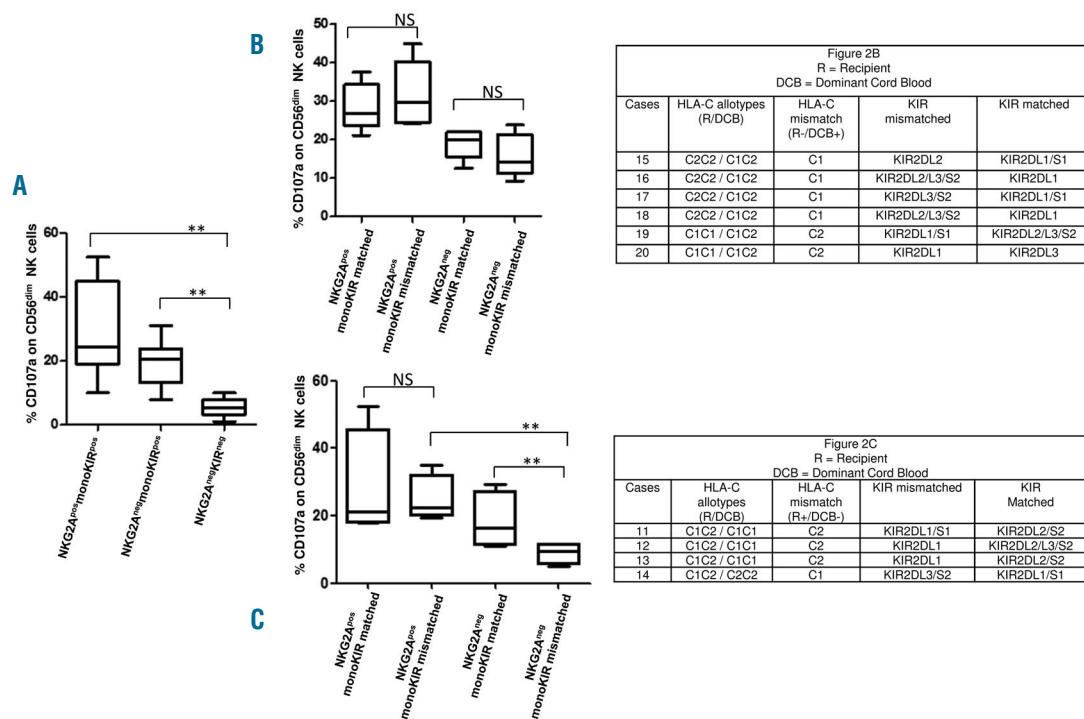 A
% CD107a on CD56dim NK cells
60
40
20
0
**
**
NKG2Apos monoKIRpos
NKG2Aneg monoKIRpos
NKG2Aneg KIRneg
B
% CD107a on CD56dim NK cells
50
40
30
20
10
0
NS
NS
NKG2Apos
monoKIR matched
NKG2Apos
monoKIR mismatched
NKG2Aneg
monoKIR matched
NKG2Aneg
monoKIR mismatched
Figure 2B
R = Recipient
DCB = Dominant Cord Blood
Cases HLA-C allotypes (R/DCB) HLA-C mismatch (R-/DCB+) KIR mismatched KIR matched
15 C2C2 / C1C2 C1 KIR2DL2 KIR2DL1/S1
16 C2C2 / C1C2 C1 KIR2DL2/L3/S2 KIR2DL1
17 C2C2 / C1C2 C1 KIR2DL3/S2 KIR2DL1/S1
18 C2C2 / C1C2 C1 KIR2DL2/L3/S2 KIR2DL1
19 C1C1 / C1C2 C2 KIR2DL1/S1 KIR2DL2/L3/S2
20 C1C1 / C1C2 C2 KIR2DL1 KIR2DL3
C
% CD107a on CD56dim NK cells
60
40
20
0
NS
**
**
NKG2Apos
monoKIR matched
NKG2Apos
monoKIR mismatched
NKG2Aneg
monoKIR matched
NKG2Aneg
monoKIR mismatched
Figure 2C
R = Recipient
DCB = Dominant Cord Blood
Cases HLA-C allotypes (R/DCB) HLA-C mismatch (R+/DCB-) KIR mismatched KIR Matched
11 C1C2 / C1C1 C2 KIR2DL1/S1 KIR2DL2/S2
12 C1C2 / C1C1 C2 KIR2DL1 KIR2DL2/L3/S2
13 C1C2 / C1C1 C2 KIR2DL1 KIR2DL2/S2
14 C1C2 / C2C2 C1 KIR2DL3/S2 KIR2DL1/S1